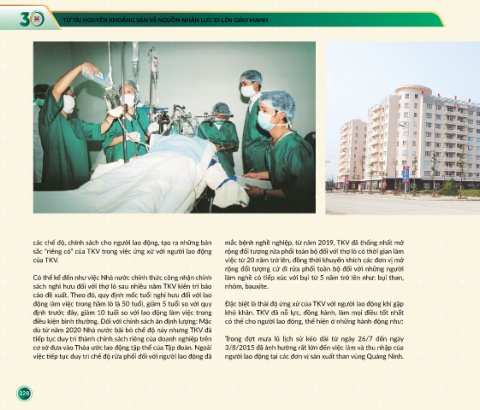 30 TỪ TÀI NGUYÊN KHOÁNG SẢN VÀ NGUỒN NHÂN LỰC ĐI LÊN GIÀU MẠNH
các chế độ, chính sách cho người lao động, tạo ra những bản
sắc “riêng có” của TKV trong việc ứng xử với người lao động
của TKV.
Có thể kể đến như việc Nhà nước chính thức công nhận chính
sách nghỉ hưu đối với thợ lò sau nhiều năm TKV kiên trì báo
cáo đề xuất. Theo đó, quy định mốc tuổi nghỉ hưu đối với lao
động làm việc trong hầm lò là 50 tuổi, giảm 5 tuổi so với quy
định trước đây, giảm 10 tuổi so với lao động làm việc trong
điều kiện bình thường. Đối với chính sách ăn định lượng: Mặc
dù từ năm 2020 Nhà nước bãi bỏ chế độ này nhưng TKV đã
tiếp tục duy trì thành chính sách riêng của doanh nghiệp trên
cơ sở đưa vào Thỏa ước lao động tập thể của Tập đoàn. Ngoài
việc tiếp tục duy trì chế độ rửa phổi đối với người lao động đã
mắc bệnh nghề nghiệp, từ năm 2019, TKV đã thống nhất mở
rộng đối tượng rửa phổi toàn bộ đối với thợ lò có thời gian làm
việc từ 20 năm trở lên, đồng thời khuyến khích các đơn vị mở
rộng đối tượng cử đi rửa phổi toàn bộ đối với những người
làm nghề có tiếp xúc với bụi từ 5 năm trở lên như: bụi than,
nhôm, bauxite.
Đặc biệt là thái độ ứng xử của TKV với người lao động khi gặp
khó khăn. TKV đã nỗ lực, đồng hành, làm mọi điều tốt nhất
có thể cho người lao động, thể hiện ở những hành động như:
Trong đợt mưa lũ lịch sử kéo dài từ ngày 26/7 đến ngày
3/8/2015 đã ảnh hưởng rất lớn đến việc làm và thu nhập của
người lao động tại các đơn vị sản xuất than vùng Quảng Ninh.
324